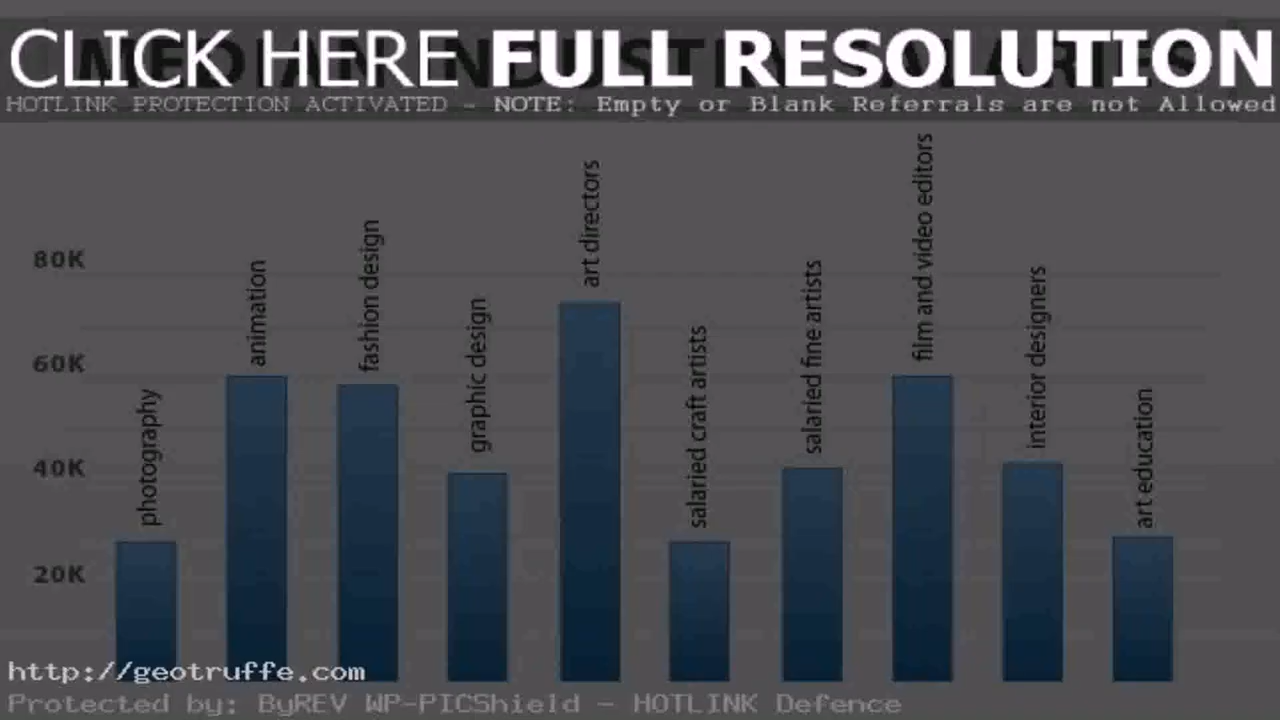 CLICK HERE FULL RESOLUTION
HOTLINK PROTECTION ACTIVATED - NOTE: Empty or Blank Referrals are not Allowed
80K
60K
40K
20K
photography
animation
fashion design
graphic design
art directors
salaried craft artists
salaried fine artists
film and video editors
interior designers
art education
http://geotruffe.com
Protected by: ByREV WP-PICShield - HOTLINK Defence